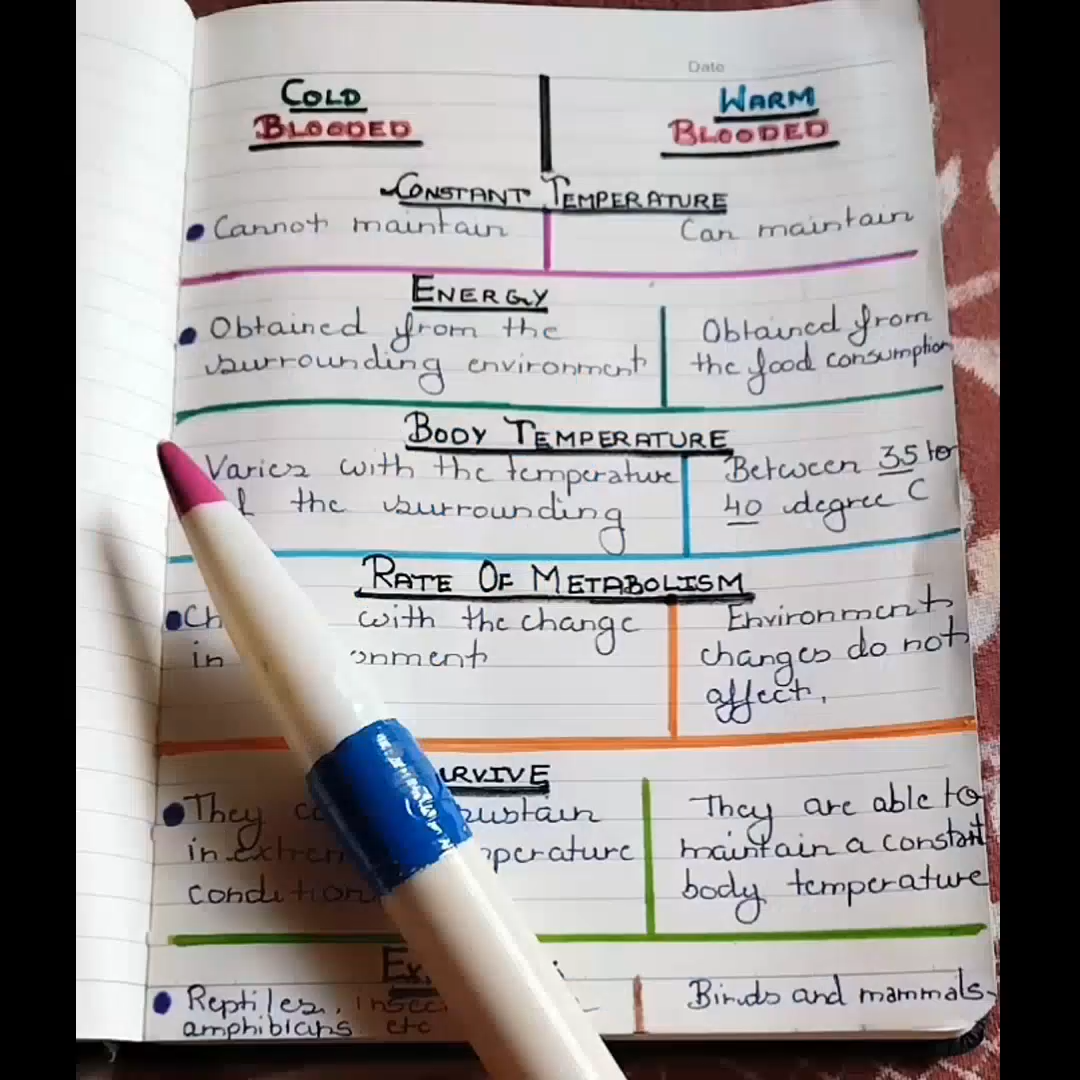 Date
COLD
BLOODED
WARM
BLOODED
CONSTANT TEMPERATURE
Cannot maintain
Can maintain
ENERGY
Obtained from the
surrounding environment
Obtained from
the food consumption
BODY TEMPERATURE
Varies with the temperature
the surrounding
Between 35 to
40 degree C
RATE OF METABOLISM
with the change
in
Environment
changes do not
affect,
They sustain
in
They are able to
maintain a constant
body temperature
Reptiles,
amphibians etc
Birds and mammals.